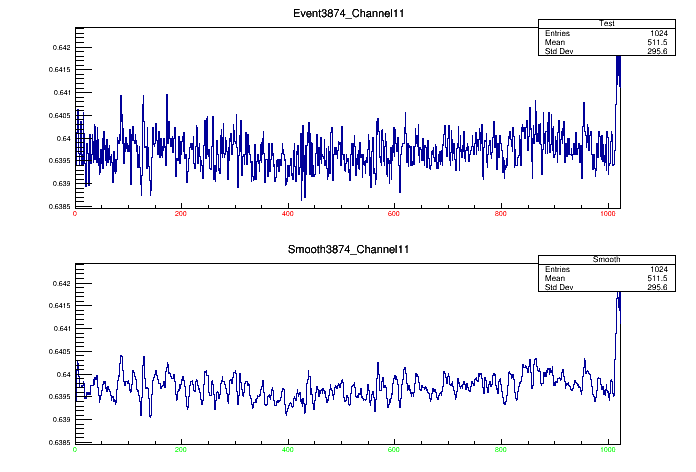 Event3874_Channel11
Test
Entries 1024
Mean 511.5
Std Dev 295.6
0.642
0.6415
0.641
0.6405
0.64
0.6395
0.639
0.6385
0 200 400 600 800 1000
Smooth3874_Channel11
Smooth
Entries 1024
Mean 511.5
Std Dev 295.6
0.642
0.6415
0.641
0.6405
0.64
0.6395
0.639
0.6385
0 200 400 600 800 1000